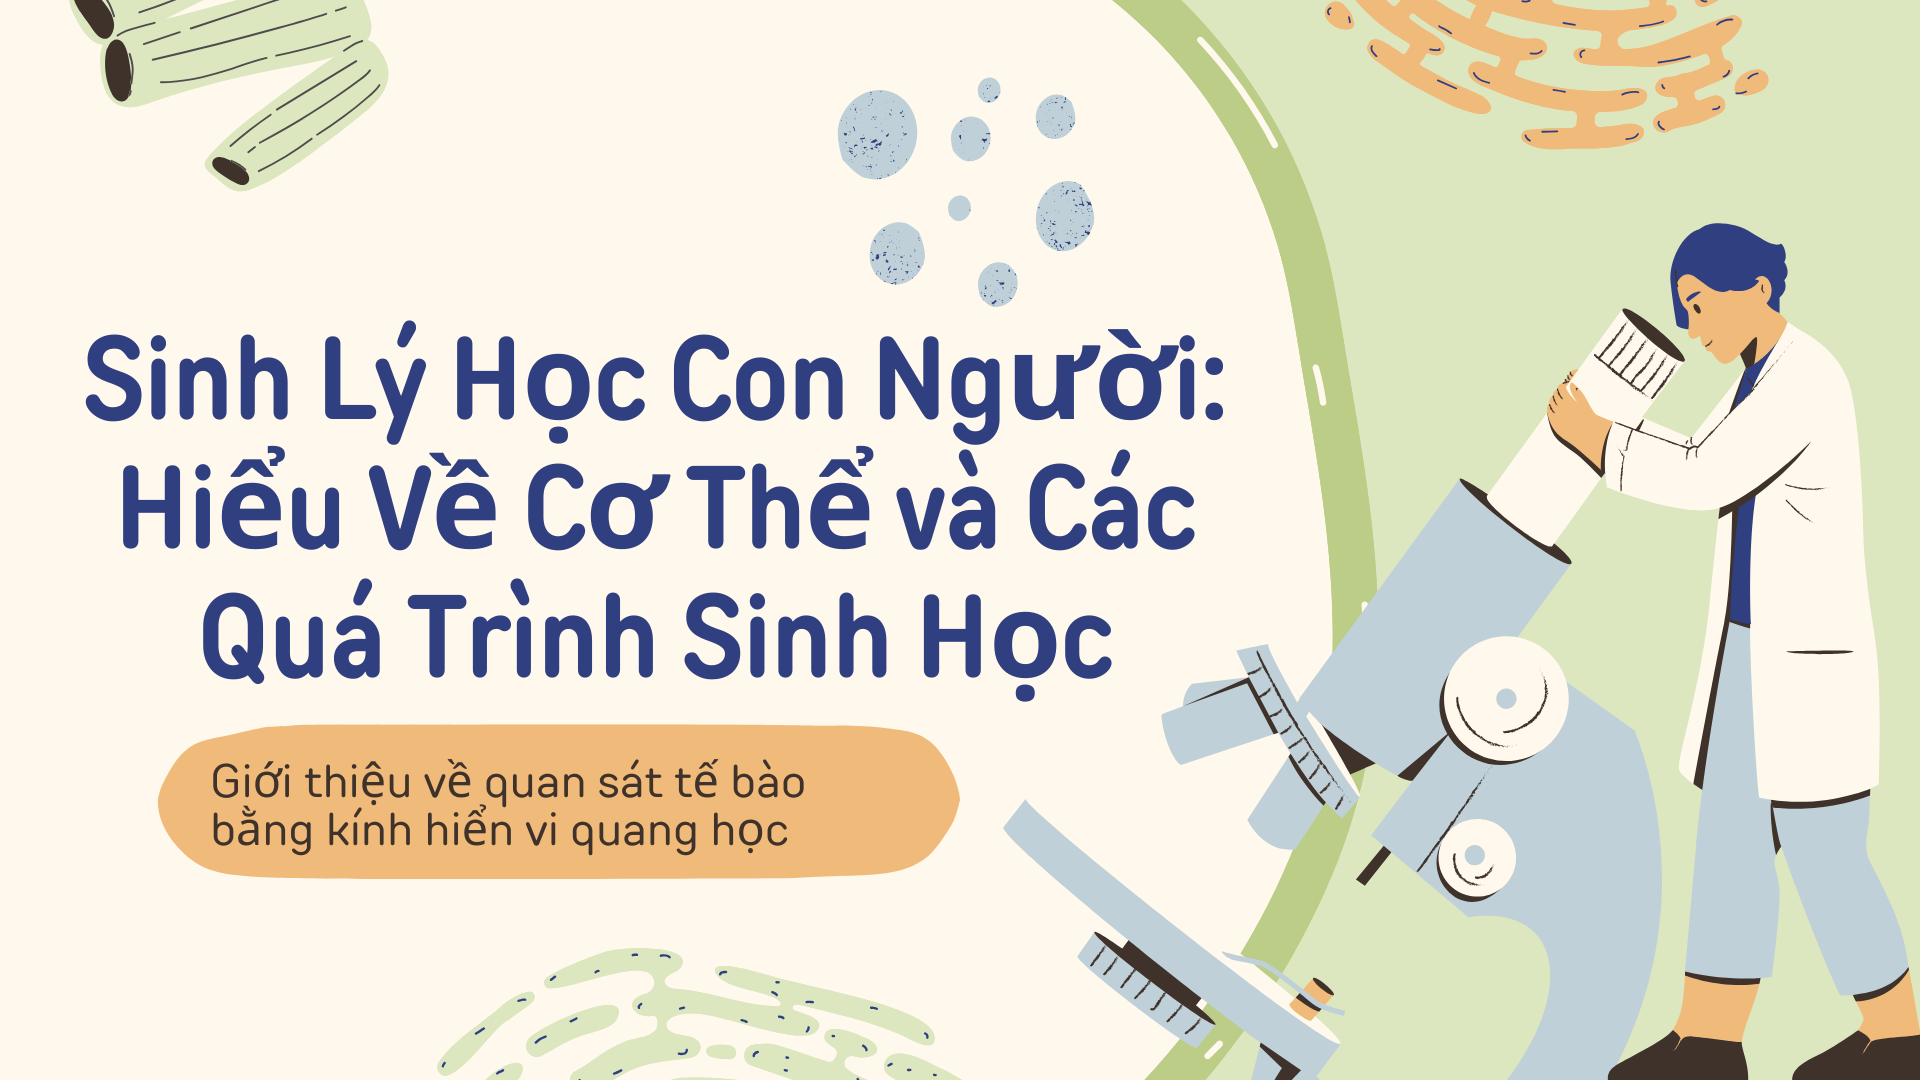 Sinh Lý Học Con Người:
Hiểu Về Cơ Thể và Các
Quá Trình Sinh Học
Giới thiệu về quan sát tế bào
bằng kính hiển vi quang học